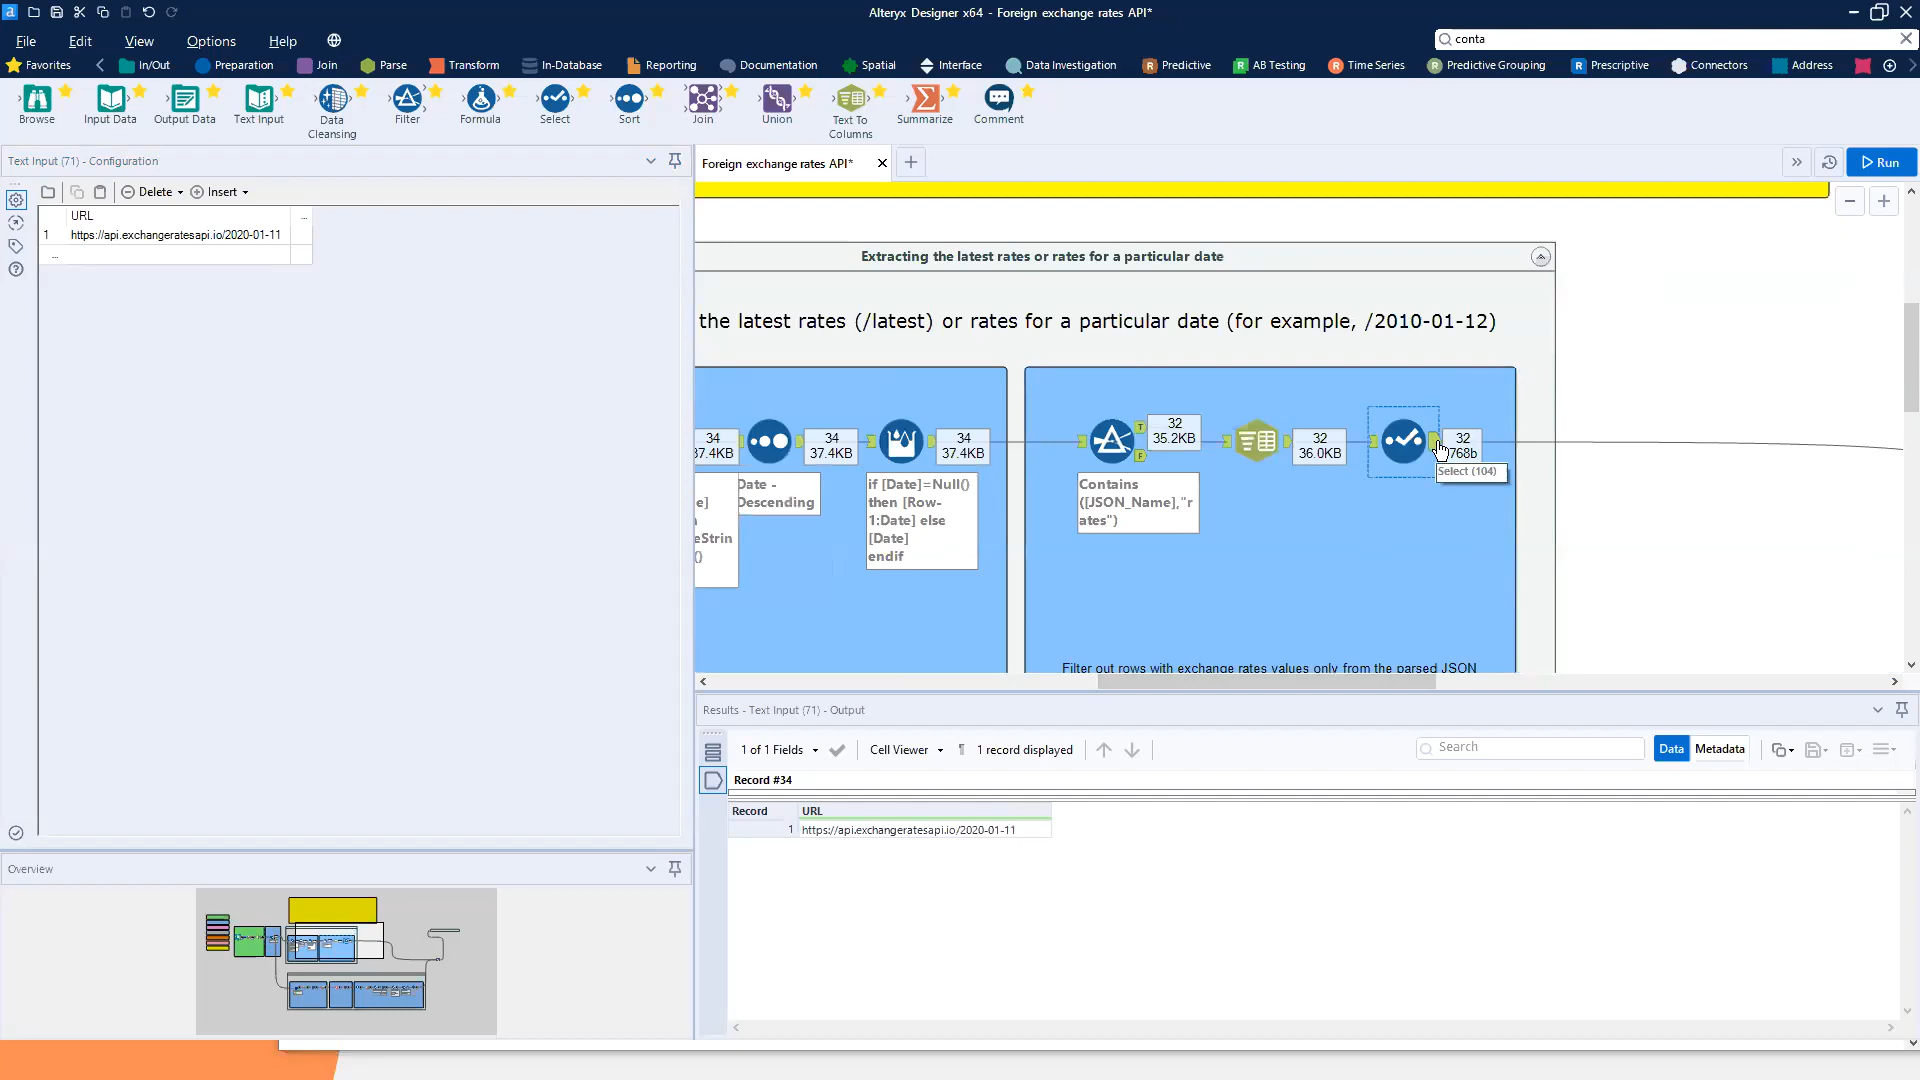 Alteryx Designer x64 - Foreign exchange rates API*
File Edit View Options Help
conta
Favorites In/Out Preparation Join Parse Transform In-Database Reporting Documentation Spatial Interface Data Investigation Predictive AB Testing Time Series Predictive Grouping Prescriptive Connectors Address
Browse Input Data Output Data Text Input Data Cleansing Filter Formula Select Sort Join Union Text To Columns Summarize Comment
Text Input (71) - Configuration
Foreign exchange rates API*
Run
Delete Insert
URL ...
1 https://api.exchangeratesapi.io/2020-01-11
...
Extracting the latest rates or rates for a particular date
the latest rates (/latest) or rates for a particular date (for example, /2010-01-12)
34
37.4KB
34
37.4KB
34
37.4KB
32
35.2KB
32
36.0KB
32
768b
T
F
Select (104)
e]
eStrin
()
Date -
Descending
if [Date]=Null()
then [Row-
1:Date] else
[Date]
endif
Contains
([JSON_Name],"r
ates")
Filter out rows with exchange rates values only from the parsed JSON
Results - Text Input (71) - Output
1 of 1 Fields Cell Viewer 1 record displayed Search Data Metadata
Record #34
Record URL
1 https://api.exchangeratesapi.io/2020-01-11
Overview